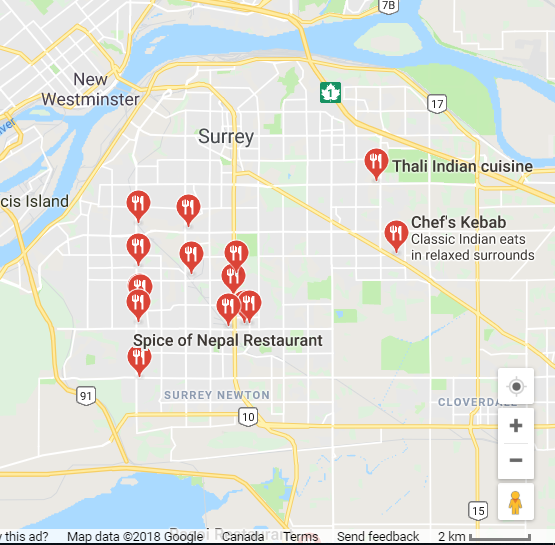 7B
New
Westminster
1
17
Surrey
Thali Indian cuisine
cis Island
Chef's Kebab
Classic Indian eats
in relaxed surrounds
Spice of Nepal Restaurant
91
SURREY NEWTON
CLOVERDALE
10
15
this ad?
Map data ©2018 Google
Canada
Terms
Send feedback
2 km